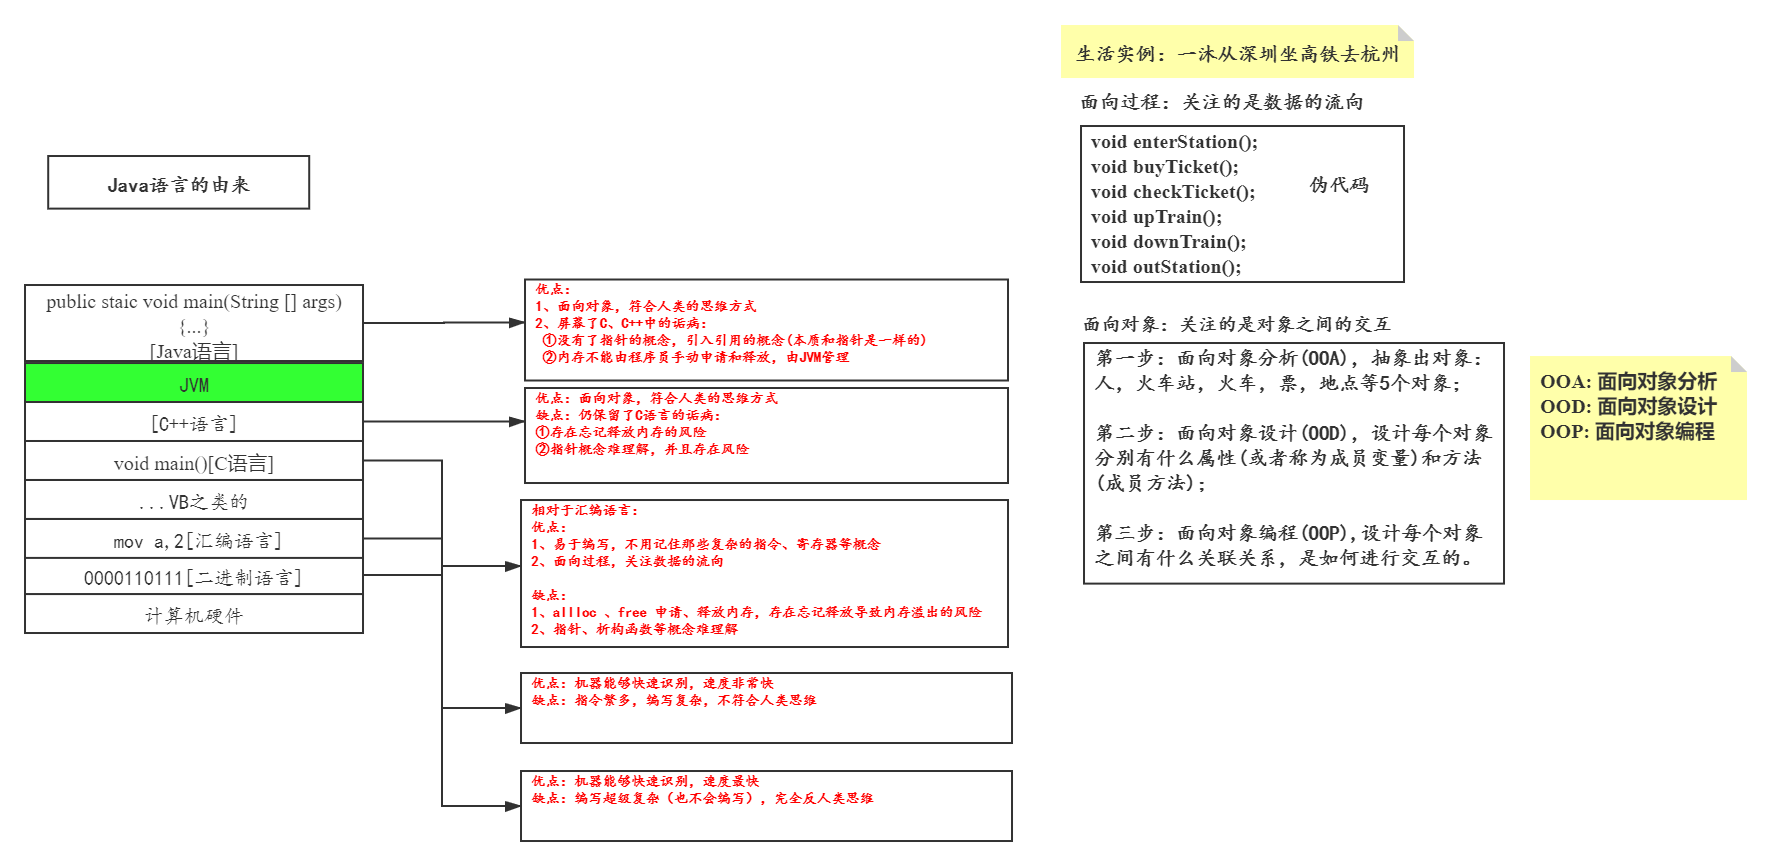 Java语言的由来
public staic void main(String [] args)
{...}
[Java语言]
JVM
[C++语言]
void main()[C语言]
...VB之类的
mov a,2[汇编语言]
0000110111[二进制语言]
计算机硬件
优点：
1、面向对象，符合人类的思维方式
2、屏幕了C、C++中的诟病：
①没有了指针的概念，引入引用的概念(本质和指针是一样的)
②内存不能由程序员手动申请和释放，由JVM管理
优点：面向对象，符合人类的思维方式
缺点：仍保留了C语言的诟病：
①存在忘记释放内存的风险
②指针概念难理解，并且存在风险
相对于汇编语言：
优点：
1、易于编写，不用记住那些复杂的指令、寄存器等概念
2、面向过程，关注数据的流向
缺点：
1、allloc 、free 申请、释放内存，存在忘记释放导致内存溢出的风险
2、指针、析构函数等概念难理解
优点：机器能够快速识别，速度非常快
缺点：指令繁多，编写复杂，不符合人类思维
优点：机器能够快速识别，速度最快
缺点：编写超级复杂（也不会编写），完全反人类思维
生活实例：一沐从深圳坐高铁去杭州
面向过程：关注的是数据的流向
void enterStation();
void buyTicket();
void checkTicket();
void upTrain();
void downTrain();
void outStation();
伪代码
面向对象：关注的是对象之间的交互
第一步：面向对象分析(OOA)，抽象出对象：
人，火车站，火车，票，地点等5个对象；
第二步：面向对象设计(OOD)，设计每个对象
分别有什么属性(或者称为成员变量)和方法
(成员方法)；
第三步：面向对象编程(OOP),设计每个对象
之间有什么关联关系，是如何进行交互的。
OOA: 面向对象分析
OOD: 面向对象设计
OOP: 面向对象编程